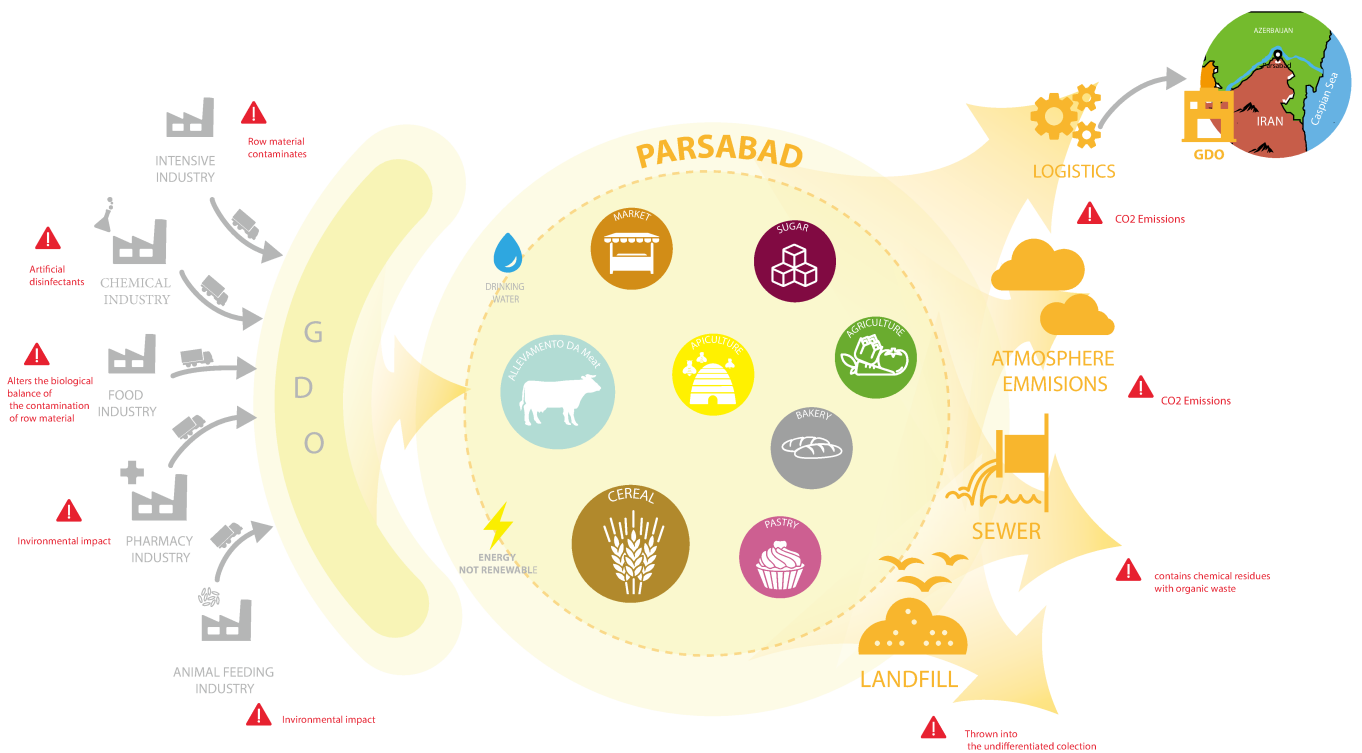 INTENSIVE
INDUSTRY
Row material
contaminates
Artificial
disinfectants
CHEMICAL
INDUSTRY
Alters the biological
balance of
the contamination
of row material
FOOD
INDUSTRY
Invironmental impact
PHARMACY
INDUSTRY
ANIMAL FEEDING
INDUSTRY
Invironmental impact
G
D
O
PARSABAD
DRINKING
WATER
MARKET
SUGAR
ALLEVAMENTO DA Meat
APICULTURE
AGRICULTURE
BAKERY
CEREAL
PASTRY
ENERGY
NOT RENEWABLE
LOGISTICS
CO2 Emissions
AZERBAIJAN
Parsabad
IRAN
Caspian Sea
GDO
ATMOSPHERE
EMMISIONS
CO2 Emissions
SEWER
contains chemical residues
with organic waste
LANDFILL
Thrown into
the undifferentiated colection